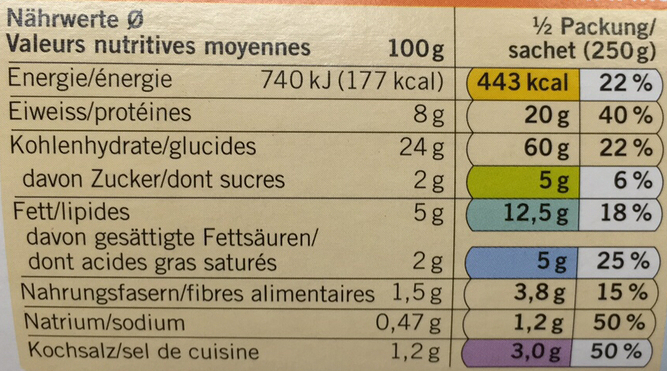 Nährwerte Ø
Valeurs nutritives moyennes 100 g ½ Packung/ sachet (250 g)
Energie/énergie 740 kJ (177 kcal) 443 kcal 22 %
Eiweiss/protéines 8 g 20 g 40 %
Kohlenhydrate/glucides 24 g 60 g 22 %
davon Zucker/dont sucres 2 g 5 g 6 %
Fett/lipides 5 g 12,5 g 18 %
davon gesättigte Fettsäuren/
dont acides gras saturés 2 g 5 g 25 %
Nahrungsfasern/fibres alimentaires 1,5 g 3,8 g 15 %
Natrium/sodium 0,47 g 1,2 g 50 %
Kochsalz/sel de cuisine 1,2 g 3,0 g 50 %